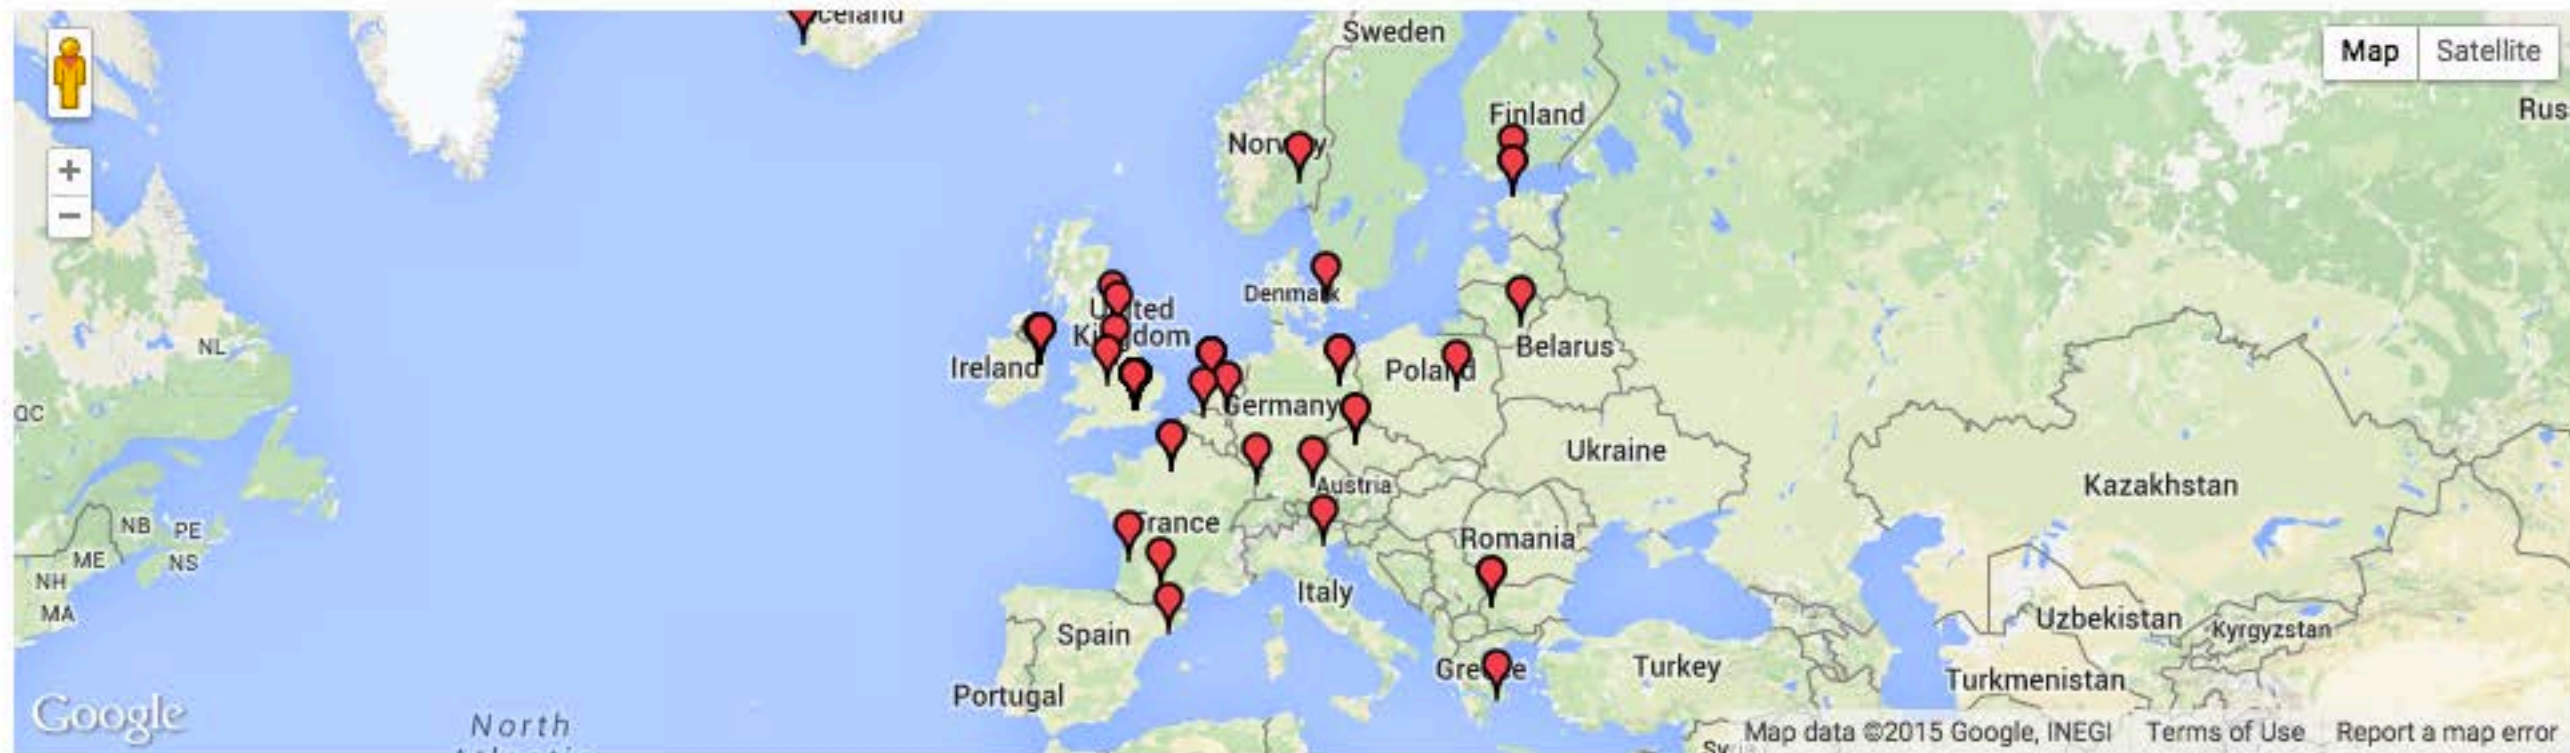 Iceland
Sweden
Map
Satellite
Rus
Finland
Norway
Denmark
United
Kingdom
NL
Ireland
Belarus
Poland
Germany
QC
Ukraine
Austria
Kazakhstan
France
NB
PE
Romania
ME
NS
NH
Italy
MA
Uzbekistan
Kyrgyzstan
Spain
Greece
Turkey
Turkmenistan
Portugal
Google
North
Map data ©2015 Google, INEGI
Terms of Use
Report a map error